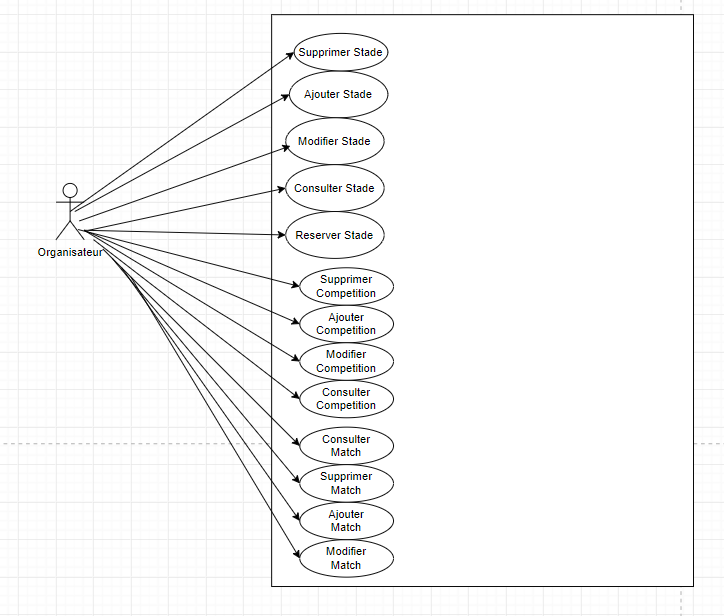 Supprimer Stade
Ajouter Stade
Modifier Stade
Consulter Stade
Reserver Stade
Organisateur
Supprimer
Competition
Ajouter
Competition
Modifier
Competition
Consulter
Competition
Consulter
Match
Supprimer
Match
Ajouter
Match
Modifier
Match